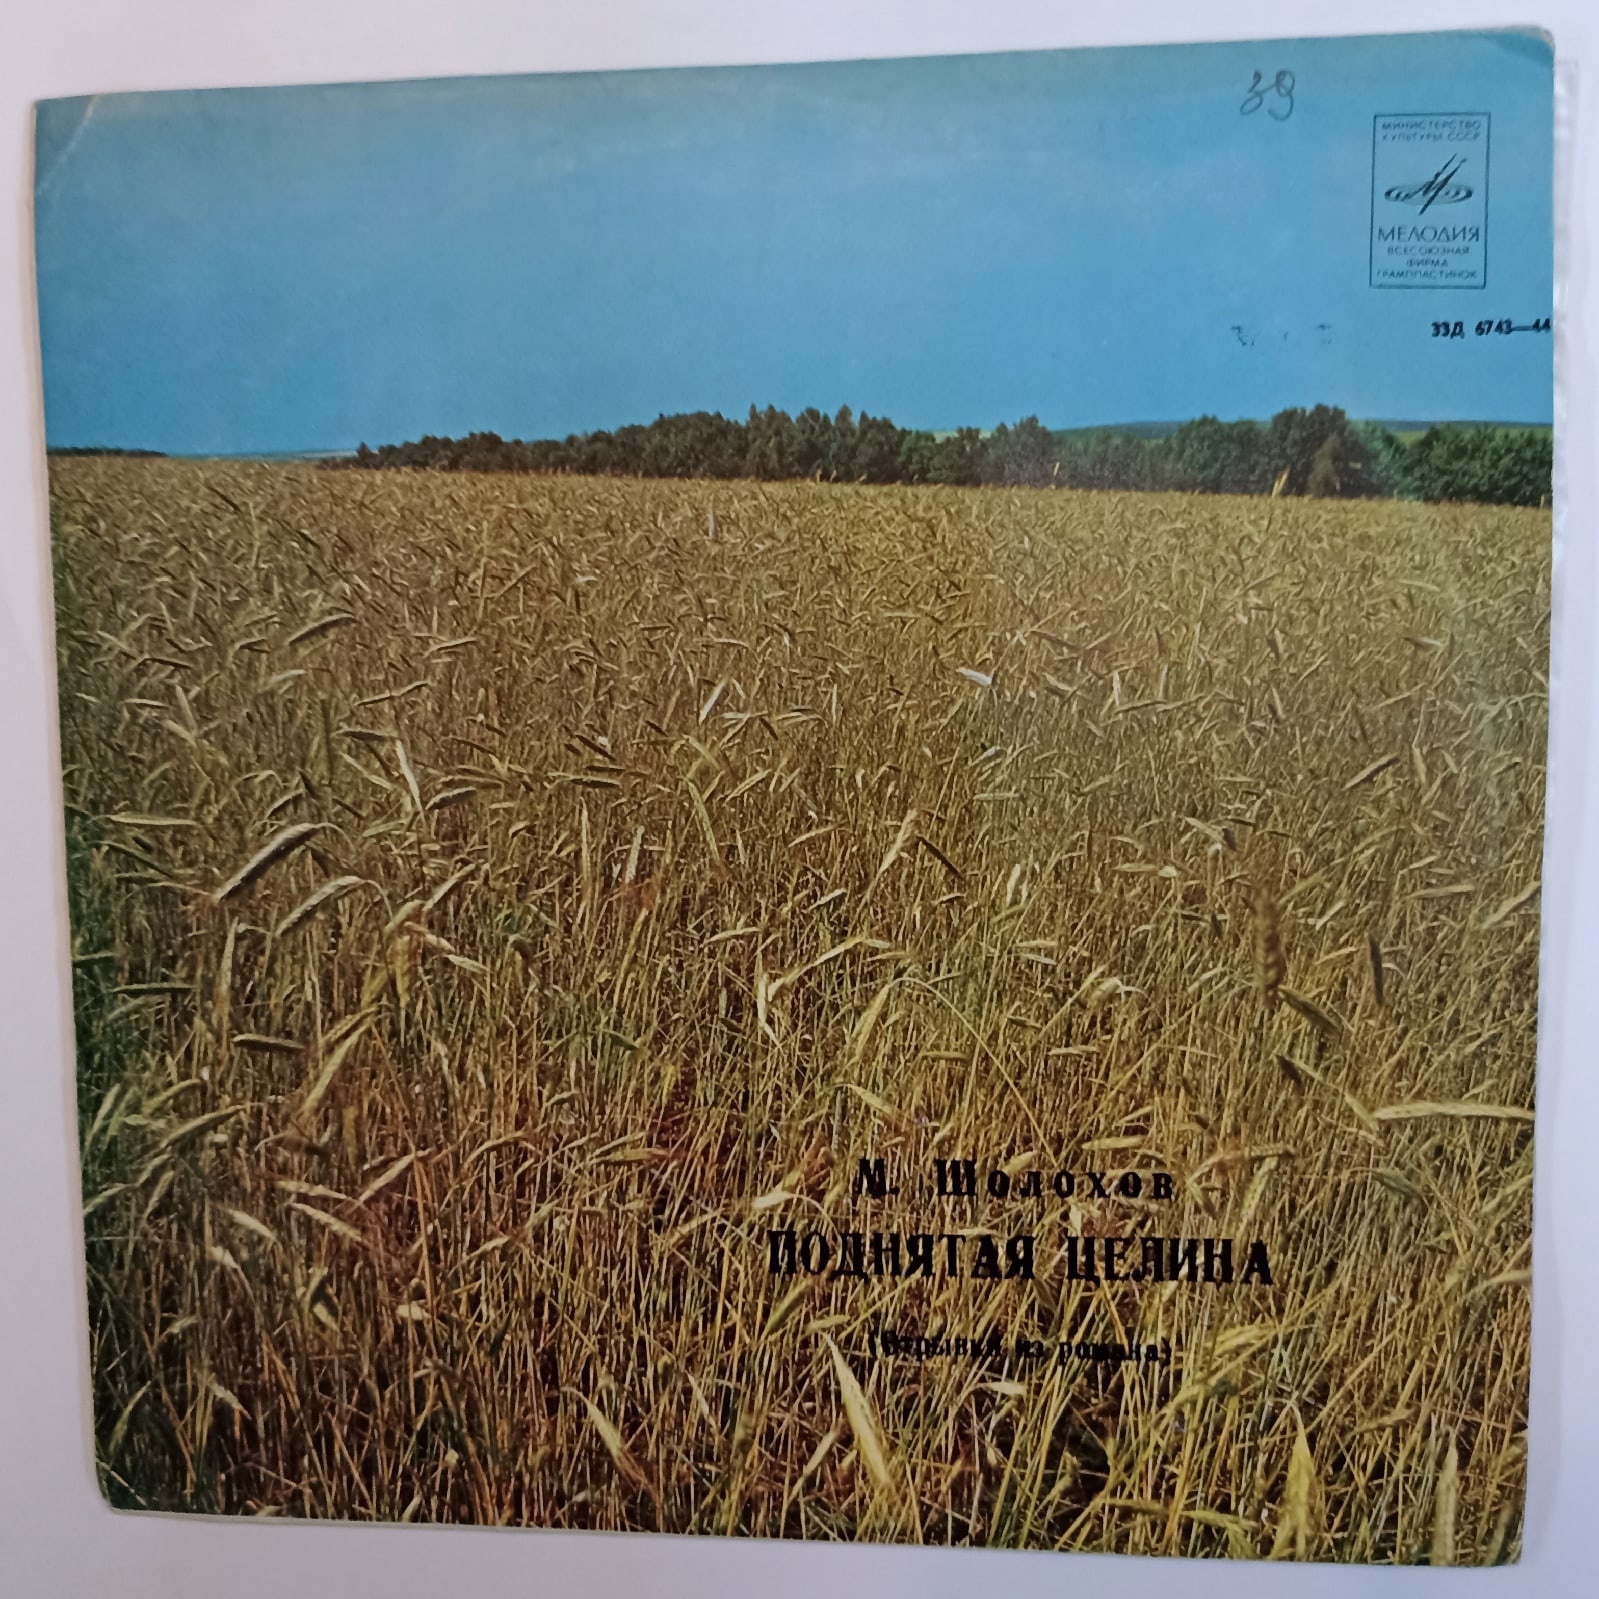 39
МИНИСТЕРСТВО
КУЛЬТУРЫ СССР
МЕЛОДИЯ
ВСЕСОЮЗНАЯ
ФИРМА
ГРАМПЛАСТИНОК
33Д 6743—44
М. Шолохов
ПОДНЯТАЯ ЦЕЛИНА
(Отрывки из романа)